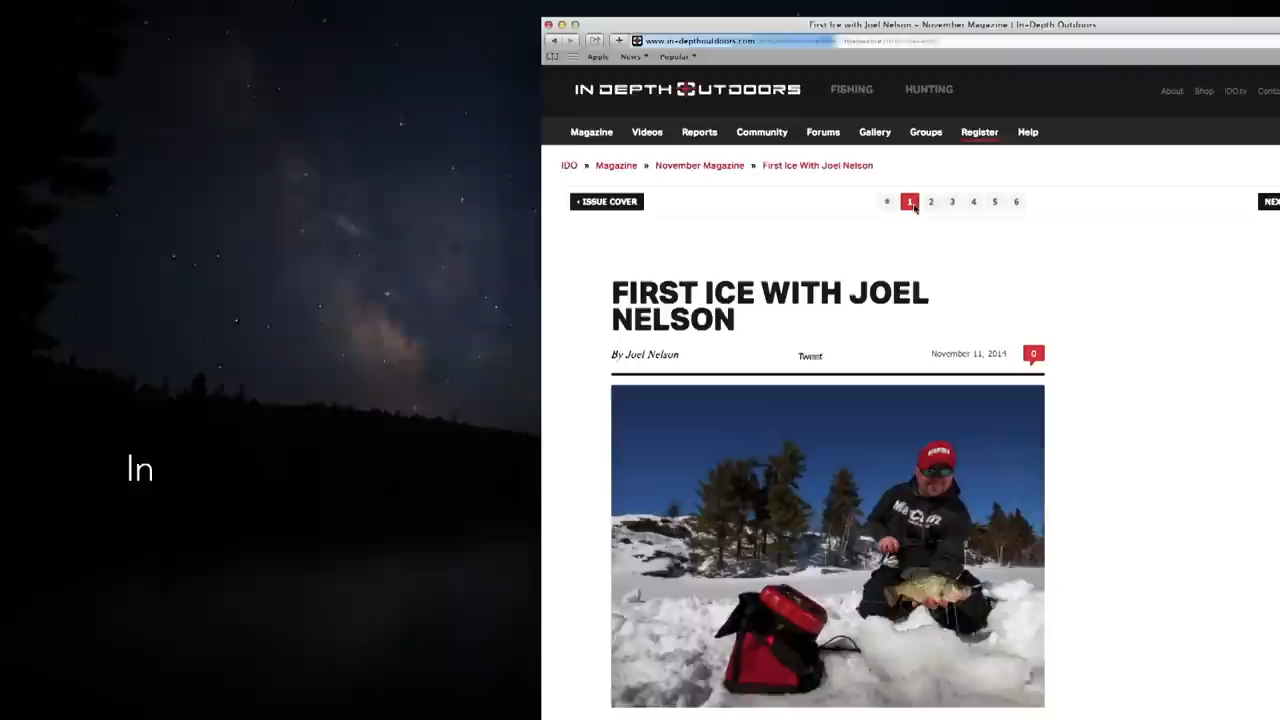 First Ice with Joel Nelson - November Magazine | In-Depth Outdoors
www.in-depthoutdoors.com
Apple News Popular
IN DEPTH OUTDOORS FISHING HUNTING
About Shop IDO.tv
Magazine Videos Reports Community Forums Gallery Groups Register Help
IDO » Magazine » November Magazine » First Ice With Joel Nelson
‹ ISSUE COVER * 1 2 3 4 5 6
FIRST ICE WITH JOEL
NELSON
By Joel Nelson Tweet November 11, 2014 0
In